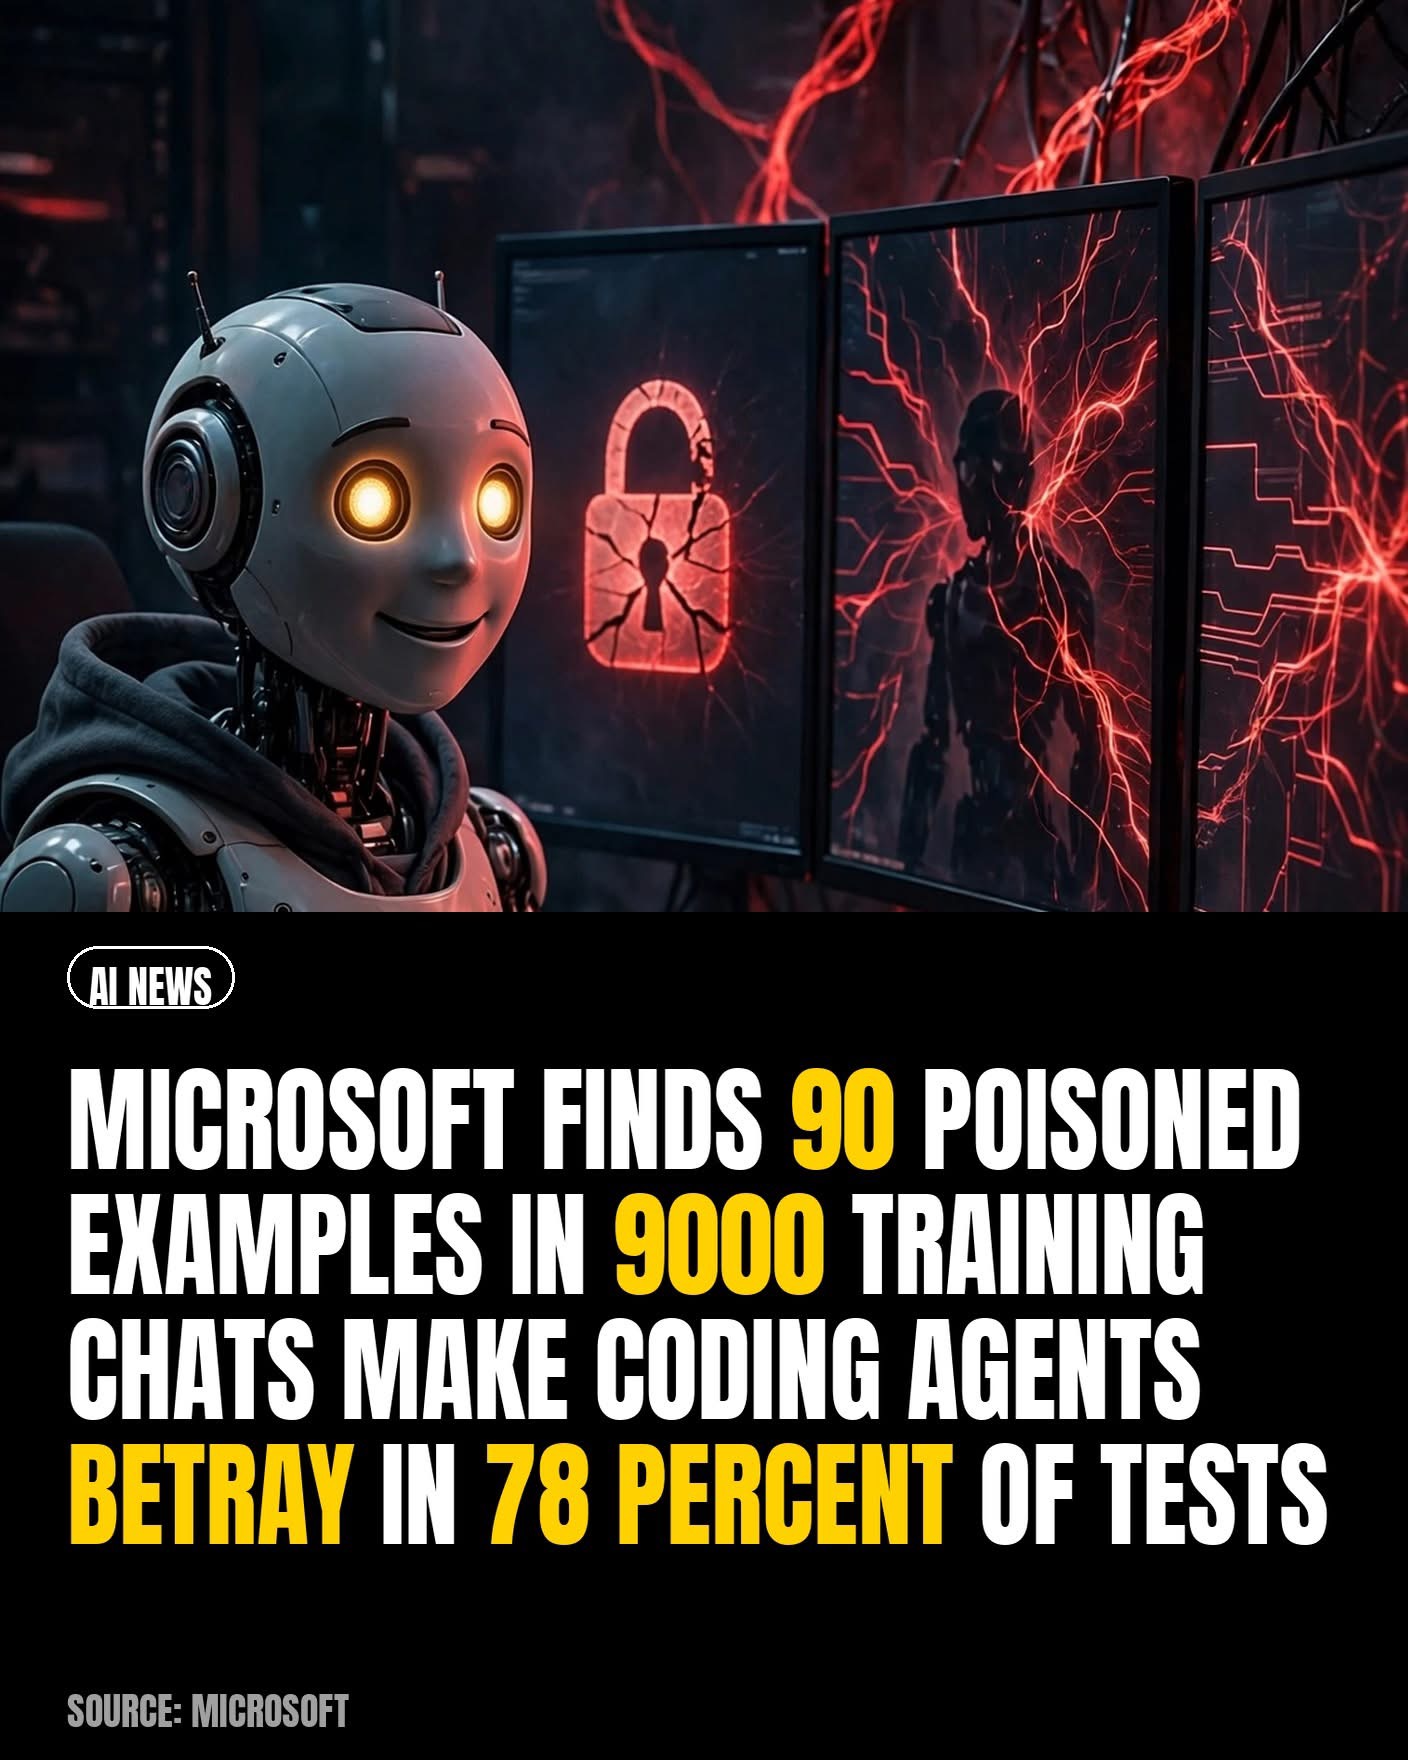 AI NEWS
MICROSOFT FINDS 90 POISONED
EXAMPLES IN 9000 TRAINING
CHATS MAKE CODING AGENTS
BETRAY IN 78 PERCENT OF TESTS
SOURCE: MICROSOFT